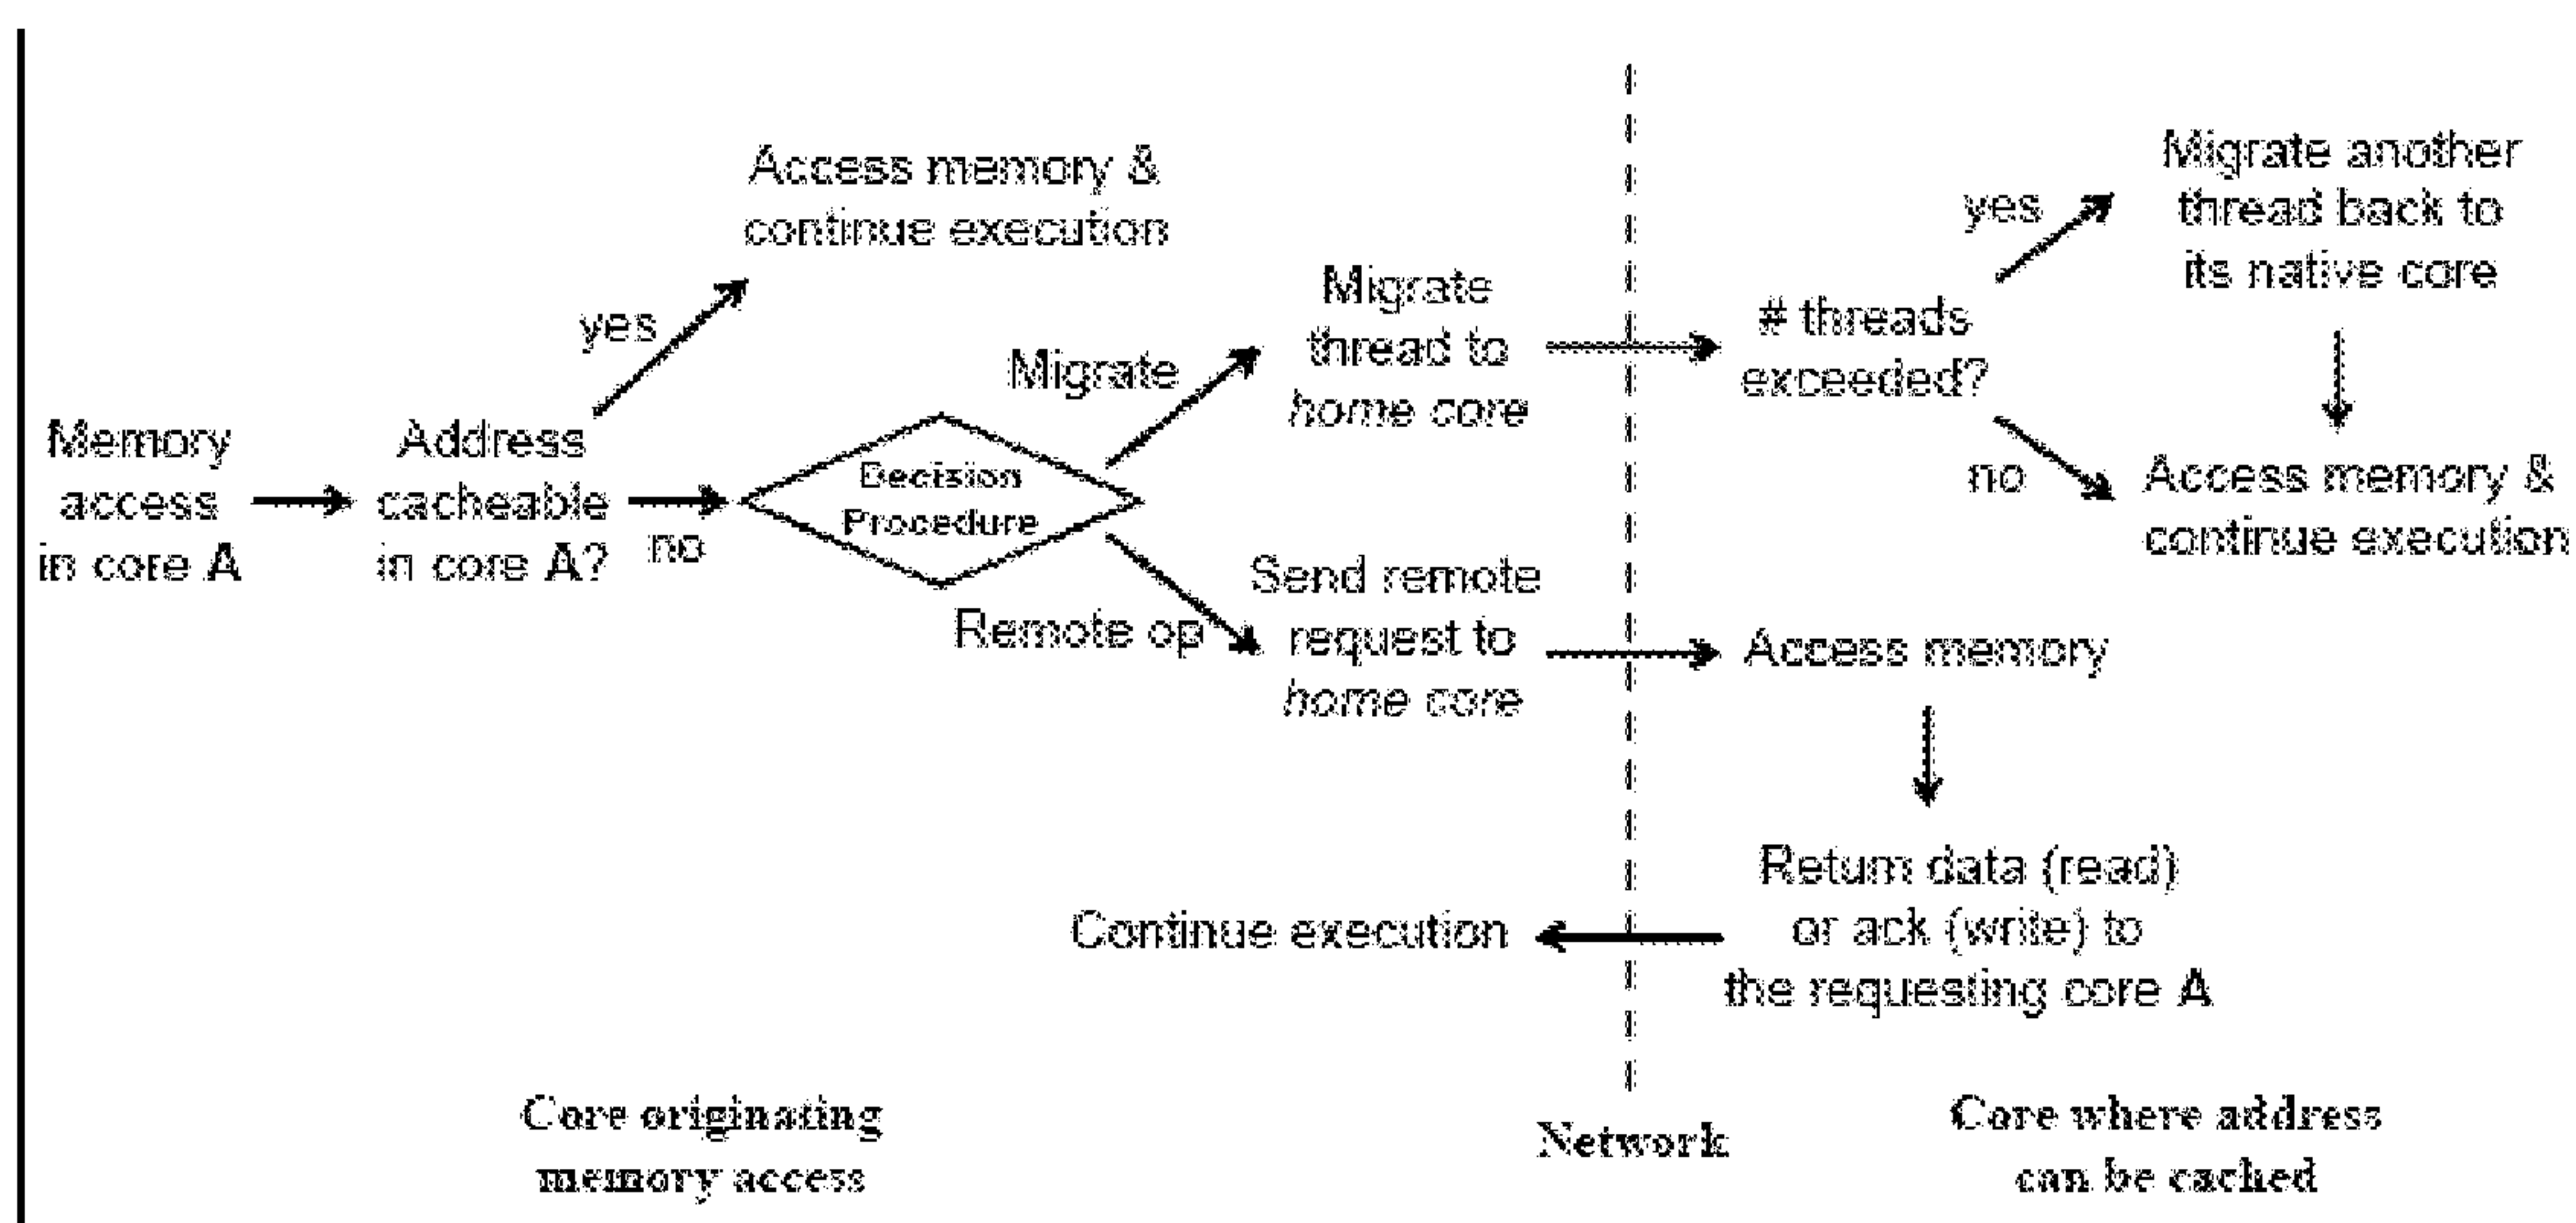 Memory
access
in core A
Address
cacheable
in core A?
yes
Access memory &
continue execution
no
Decision
Procedure
Migrate
Migrate
thread to
home core
Remote op
Send remote
request to
home core
# threads
exceeded?
yes
Migrate another
thread back to
its native core
no
Access memory &
continue execution
Access memory
Return data (read)
or ack (write) to
the requesting core A
Continue execution
Core originating
memory access
Network
Core where address
can be cached